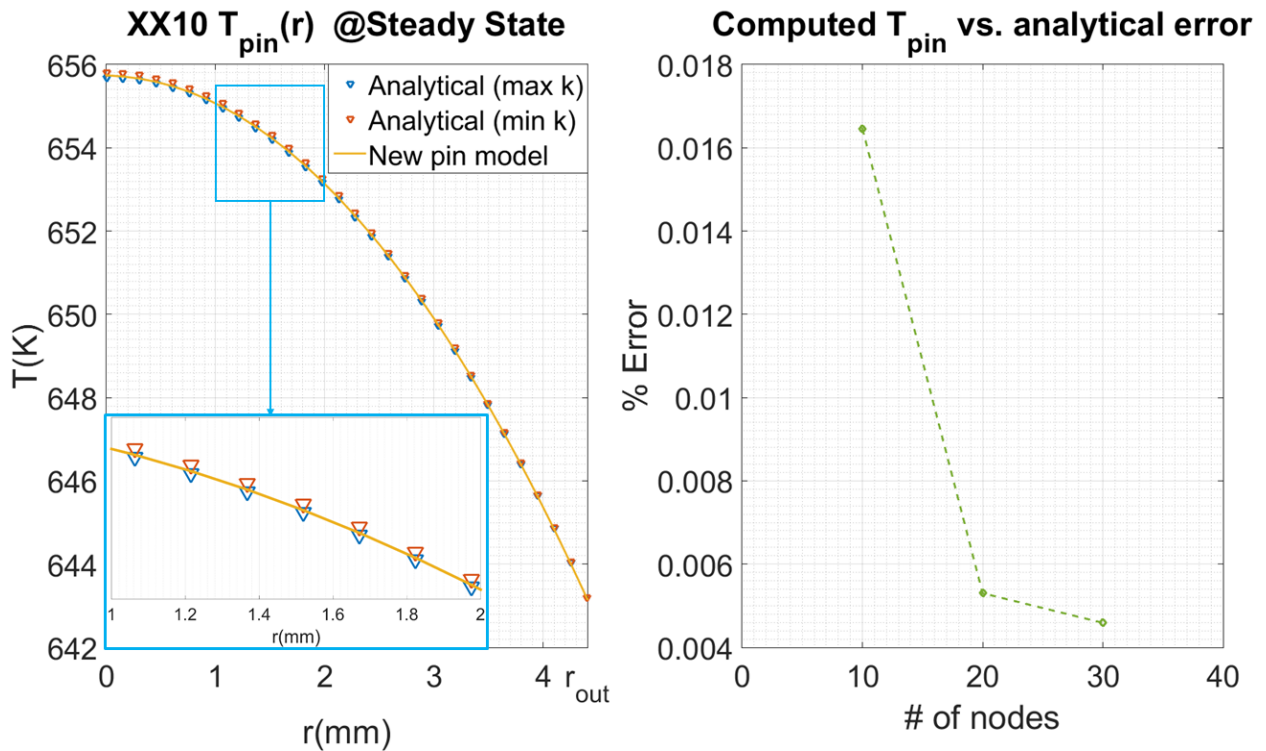 XX10 T_pin(r) @Steady State
T(K)
656
654
652
650
648
646
644
642
Analytical (max k)
Analytical (min k)
New pin model
1 1.2 1.4 1.6 1.8 2
r(mm)
0 1 2 3 4 r_out
r(mm)
Computed T_pin vs. analytical error
% Error
0.018
0.016
0.014
0.012
0.01
0.008
0.006
0.004
0 10 20 30 40
# of nodes